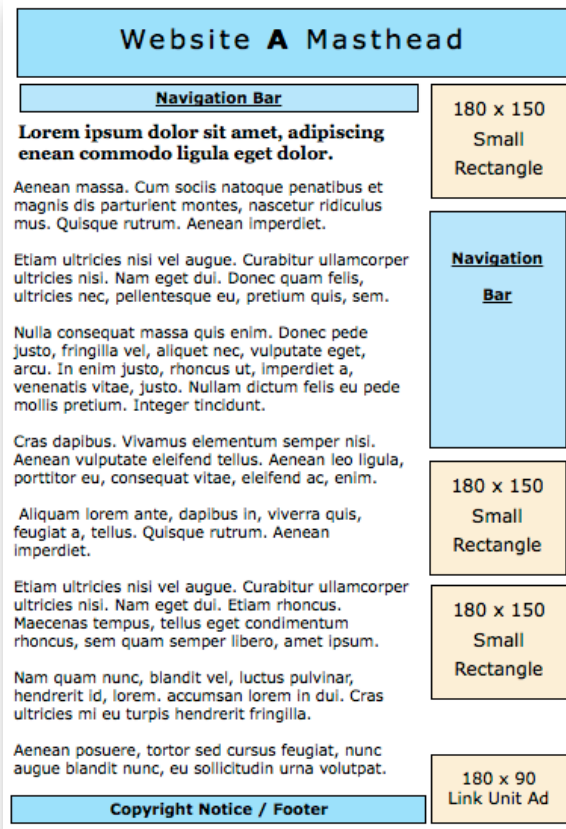 Website A Masthead
Navigation Bar
Lorem ipsum dolor sit amet, adipiscing
enean commodo ligula eget dolor.
Aenean massa. Cum sociis natoque penatibus et
magnis dis parturient montes, nascetur ridiculus
mus. Quisque rutrum. Aenean imperdiet.
Etiam ultricies nisi vel augue. Curabitur ullamcorper
ultricies nisi. Nam eget dui. Donec quam felis,
ultricies nec, pellentesque eu, pretium quis, sem.
Nulla consequat massa quis enim. Donec pede
justo, fringilla vel, aliquet nec, vulputate eget,
arcu. In enim justo, rhoncus ut, imperdiet a,
venenatis vitae, justo. Nullam dictum felis eu pede
mollis pretium. Integer tincidunt.
Cras dapibus. Vivamus elementum semper nisi.
Aenean vulputate eleifend tellus. Aenean leo ligula,
porttitor eu, consequat vitae, eleifend ac, enim.
Aliquam lorem ante, dapibus in, viverra quis,
feugiat a, tellus. Quisque rutrum. Aenean
imperdiet.
Etiam ultricies nisi vel augue. Curabitur ullamcorper
ultricies nisi. Nam eget dui. Etiam rhoncus.
Maecenas tempus, tellus eget condimentum
rhoncus, sem quam semper libero, amet ipsum.
Nam quam nunc, blandit vel, luctus pulvinar,
hendrerit id, lorem. accumsan lorem in dui. Cras
ultricies mi eu turpis hendrerit fringilla.
Aenean posuere, tortor sed cursus feugiat, nunc
augue blandit nunc, eu sollicitudin urna volutpat.
Copyright Notice / Footer
180 x 150
Small
Rectangle
Navigation
Bar
180 x 150
Small
Rectangle
180 x 150
Small
Rectangle
180 x 90
Link Unit Ad